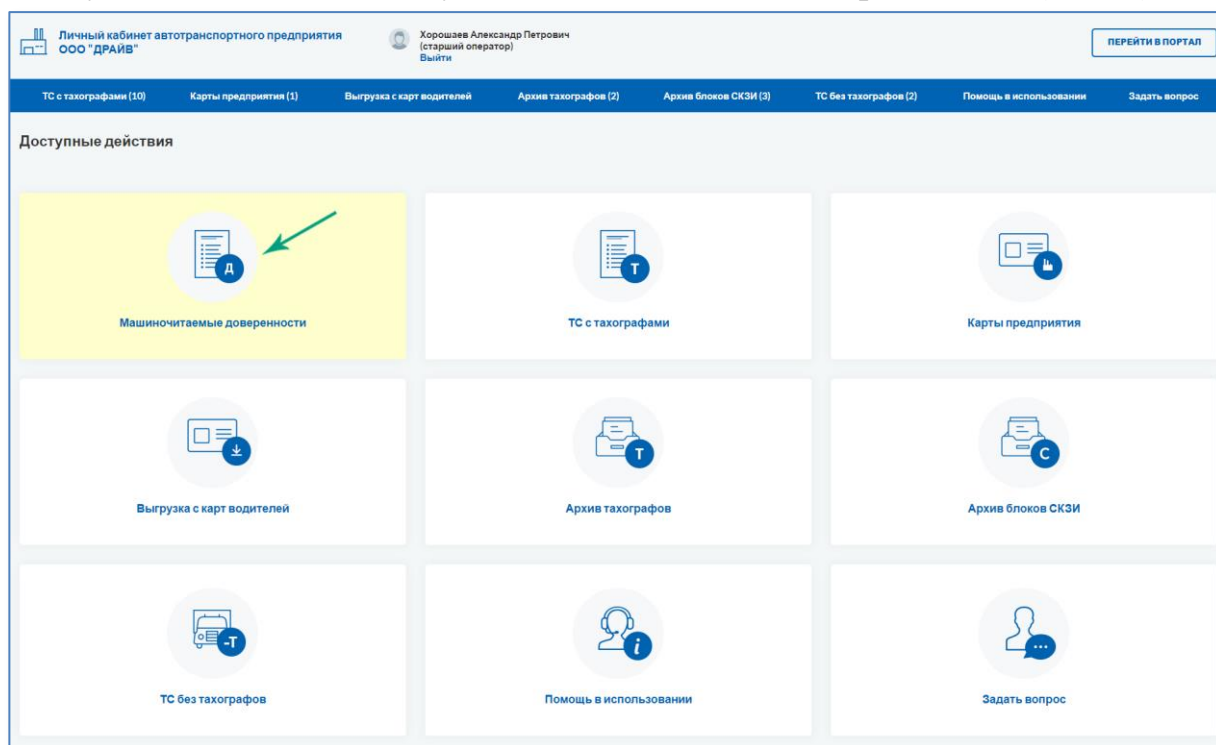 Личный кабинет автотранспортного предприятия
ООО "ДРАЙВ"
Хорошаев Александр Петрович
(старший оператор)
Выйти
ПЕРЕЙТИ В ПОРТАЛ
ТС с тахографами (10) Карты предприятия (1) Выгрузка с карт водителей Архив тахографов (2) Архив блоков СКЗИ (3) ТС без тахографов (2) Помощь в использовании Задать вопрос
Доступные действия
Д
Машиночитаемые доверенности
Т
ТС с тахографами
Карты предприятия
Выгрузка с карт водителей
Т
Архив тахографов
С
Архив блоков СКЗИ
-Т
ТС без тахографов
i
Помощь в использовании
Задать вопрос